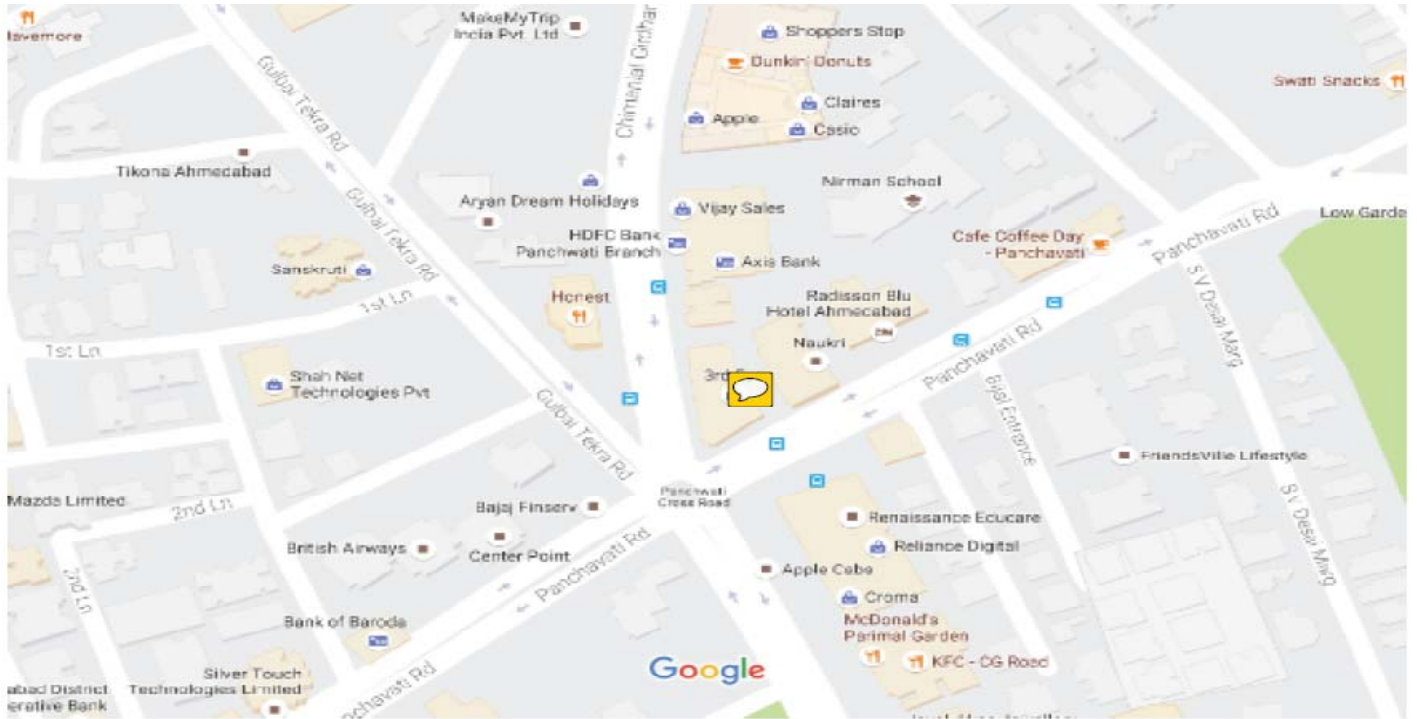 Havemore
MakeMyTrip
India Pvt. Ltd
Shoppers Stop
Dunkin' Donuts
Swati Snacks
Gulbai Tekra Rd
Chimanlal Girdhar
Claires
Apple
Casio
Tikona Ahmedabad
Nirman School
Gulbai Tekra Rd
Aryan Dream Holidays
Vijay Sales
Low Garde
HDFC Bank
Panchwati Branch
Cafe Coffee Day
- Panchavati
Panchavati Rd
Axis Bank
Sanskruti
1st Ln
Honest
Radisson Blu
Hotel Ahmedabad
S V Desai Marg
Naukri
1st Ln
Panchavati Rd
Shah Net
Technologies Pvt
3rd
Bijal Entrance
Gulbai Tekra Rd
FriendsVille Lifestyle
Mazda Limited
2nd Ln
Panchwati
Cross Road
Bajaj Finserv
Renaissance Educare
S V Desai Marg
British Airways
Center Point
Reliance Digital
Panchavati Rd
Apple Cabs
2nd Ln
Croma
Bank of Baroda
McDonald's
Parimal Garden
Google
KFC - CG Road
Silver Touch
Technologies Limited
abad District
erative Bank
nchavati Rd